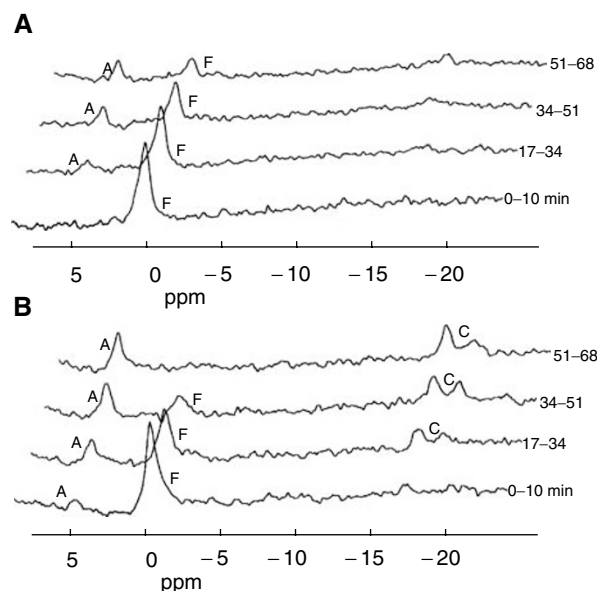 A
A F 51–68
A F 34–51
A F 17–34
F 0–10 min
5 0 −5 −10 −15 −20
ppm
B
A C 51–68
A F C 34–51
A F C 17–34
A F 0–10 min
5 0 −5 −10 −15 −20
ppm